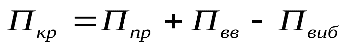 Пкр =Ппр + Пвв - Пвиб